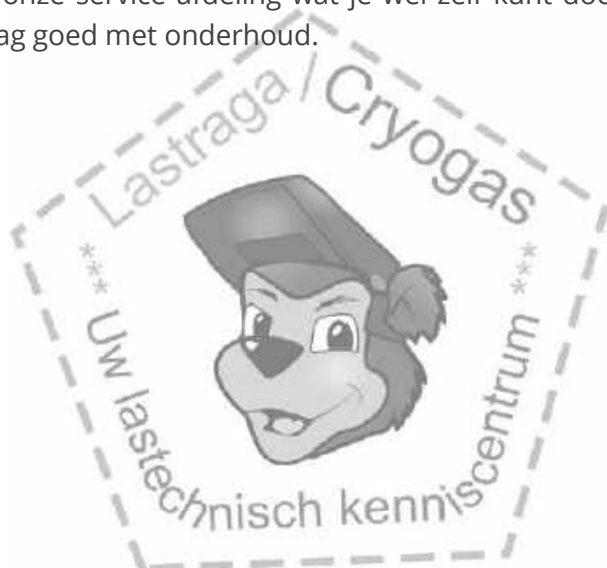 onze service afdeling wat je wel zelf kunt doe
ag goed met onderhoud.
Lastraga / Cryogas
*** Uw lastechnisch kenniscentrum ***